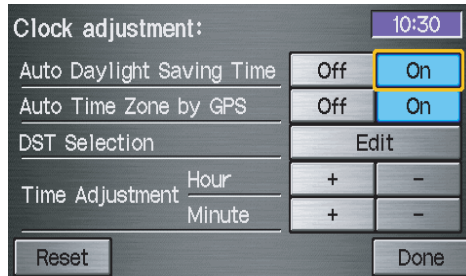 Clock adjustment: 10:30
Auto Daylight Saving Time Off On
Auto Time Zone by GPS Off On
DST Selection Edit
Time Adjustment Hour + -
Minute + -
Reset Done